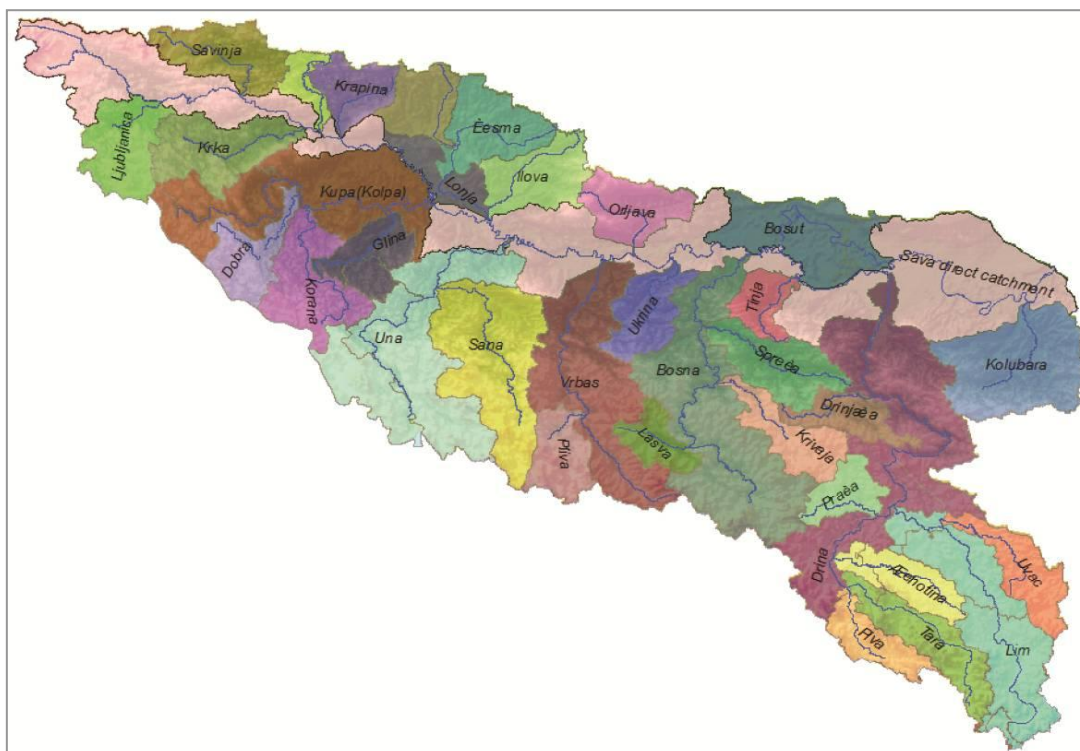 Savinja
Krapina
Èesma
Ljubljanica
Krka
Lonja
Ilova
Kupa(Kolpa)
Orljava
Glina
Dobra
Korana
Bosut
Sava direct catchment
Una
Sana
Vrbas
Ukrina
Tinja
Spreèa
Bosna
Kolubara
Drinjaèa
Krivaja
Lasva
Pliva
Praèa
Drina
Uvac
Æehotina
Piva
Tara
Lim